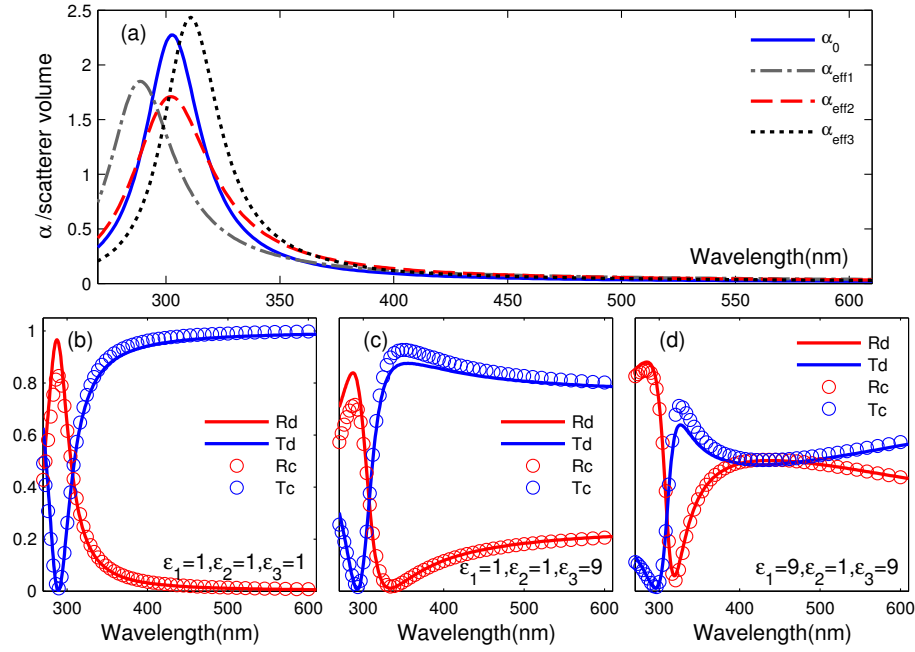 2.5
2
1.5
1
0.5
0
α /scatterer volume
(a)
α0
αeff1
αeff2
αeff3
Wavelength(nm)
300 350 400 450 500 550 600
1
0.8
0.6
0.4
0.2
0
(b)
Rd
Td
Rc
Tc
ε1=1,ε2=1,ε3=1
300 400 500 600
Wavelength(nm)
(c)
Rd
Td
Rc
Tc
ε1=1,ε2=1,ε3=9
300 400 500 600
Wavelength(nm)
(d)
Rd
Td
Rc
Tc
ε1=9,ε2=1,ε3=9
300 400 500 600
Wavelength(nm)